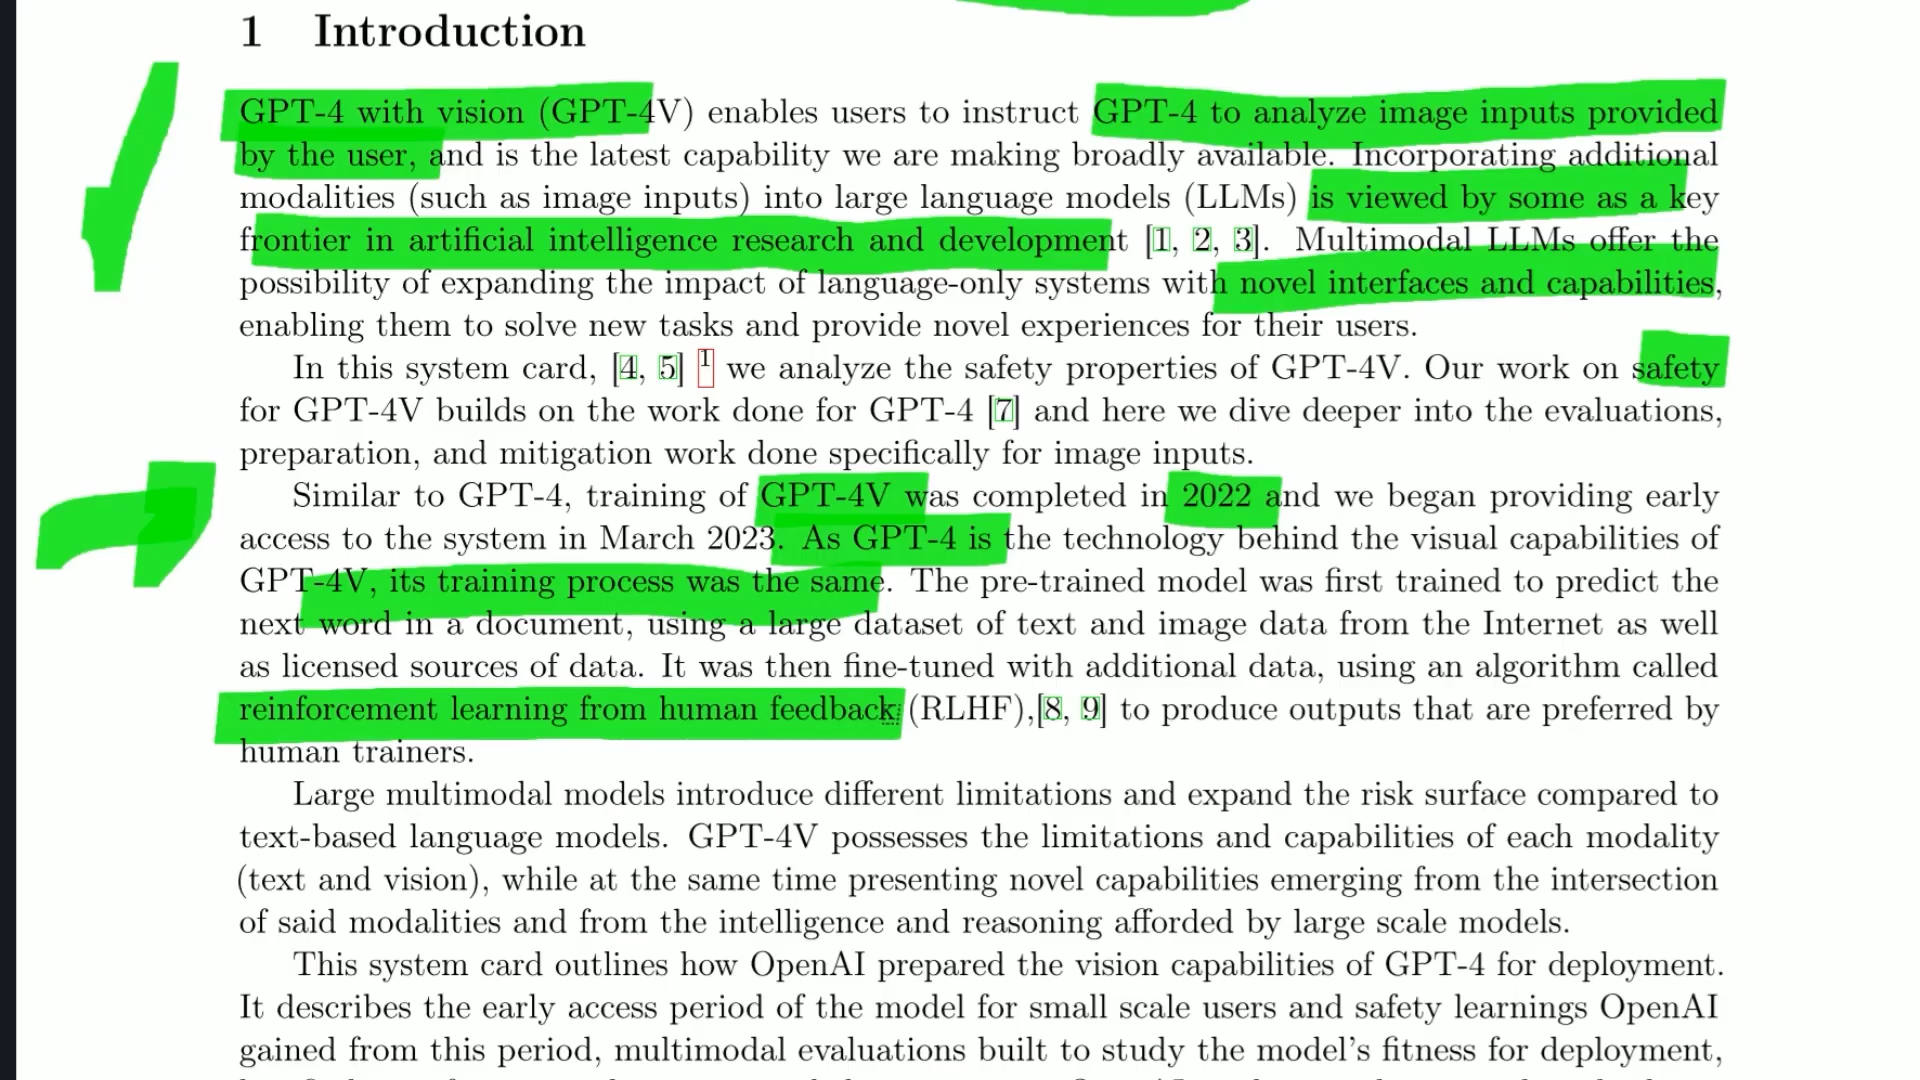 1 Introduction
GPT-4 with vision (GPT-4V) enables users to instruct GPT-4 to analyze image inputs provided
by the user, and is the latest capability we are making broadly available. Incorporating additional
modalities (such as image inputs) into large language models (LLMs) is viewed by some as a key
frontier in artificial intelligence research and development [1, 2, 3]. Multimodal LLMs offer the
possibility of expanding the impact of language-only systems with novel interfaces and capabilities,
enabling them to solve new tasks and provide novel experiences for their users.
In this system card, [4, 5] 1 we analyze the safety properties of GPT-4V. Our work on safety
for GPT-4V builds on the work done for GPT-4 [7] and here we dive deeper into the evaluations,
preparation, and mitigation work done specifically for image inputs.
Similar to GPT-4, training of GPT-4V was completed in 2022 and we began providing early
access to the system in March 2023. As GPT-4 is the technology behind the visual capabilities of
GPT-4V, its training process was the same. The pre-trained model was first trained to predict the
next word in a document, using a large dataset of text and image data from the Internet as well
as licensed sources of data. It was then fine-tuned with additional data, using an algorithm called
reinforcement learning from human feedback (RLHF),[8, 9] to produce outputs that are preferred by
human trainers.
Large multimodal models introduce different limitations and expand the risk surface compared to
text-based language models. GPT-4V possesses the limitations and capabilities of each modality
(text and vision), while at the same time presenting novel capabilities emerging from the intersection
of said modalities and from the intelligence and reasoning afforded by large scale models.
This system card outlines how OpenAI prepared the vision capabilities of GPT-4 for deployment.
It describes the early access period of the model for small scale users and safety learnings OpenAI
gained from this period, multimodal evaluations built to study the model's fitness for deployment,